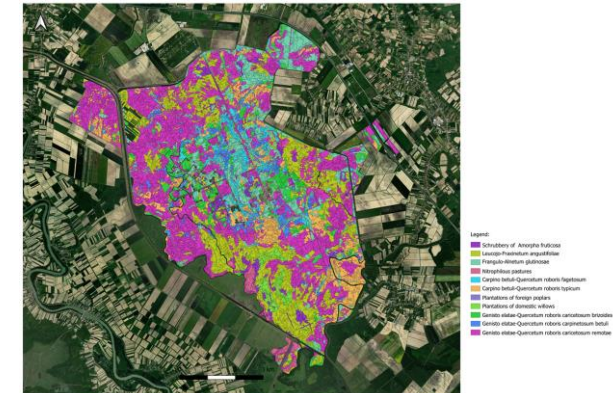 Legend:
Schrubbery of Amorpha fruticosa
Leucojo-Fraxinetum angustifoliae
Frangulo-Alnetum glutinosae
Nitrophilous pastures
Carpino betuli-Quercetum roboris fagetosum
Carpino betuli-Quercetum roboris typicum
Plantations of foreign poplars
Plantations of domestic willows
Genisto elatae-Quercetum roboris caricetosum brizoides
Genisto elatae-Quercetum roboris carpinetosum betuli
Genisto elatae-Quercetum roboris caricetosum remotae